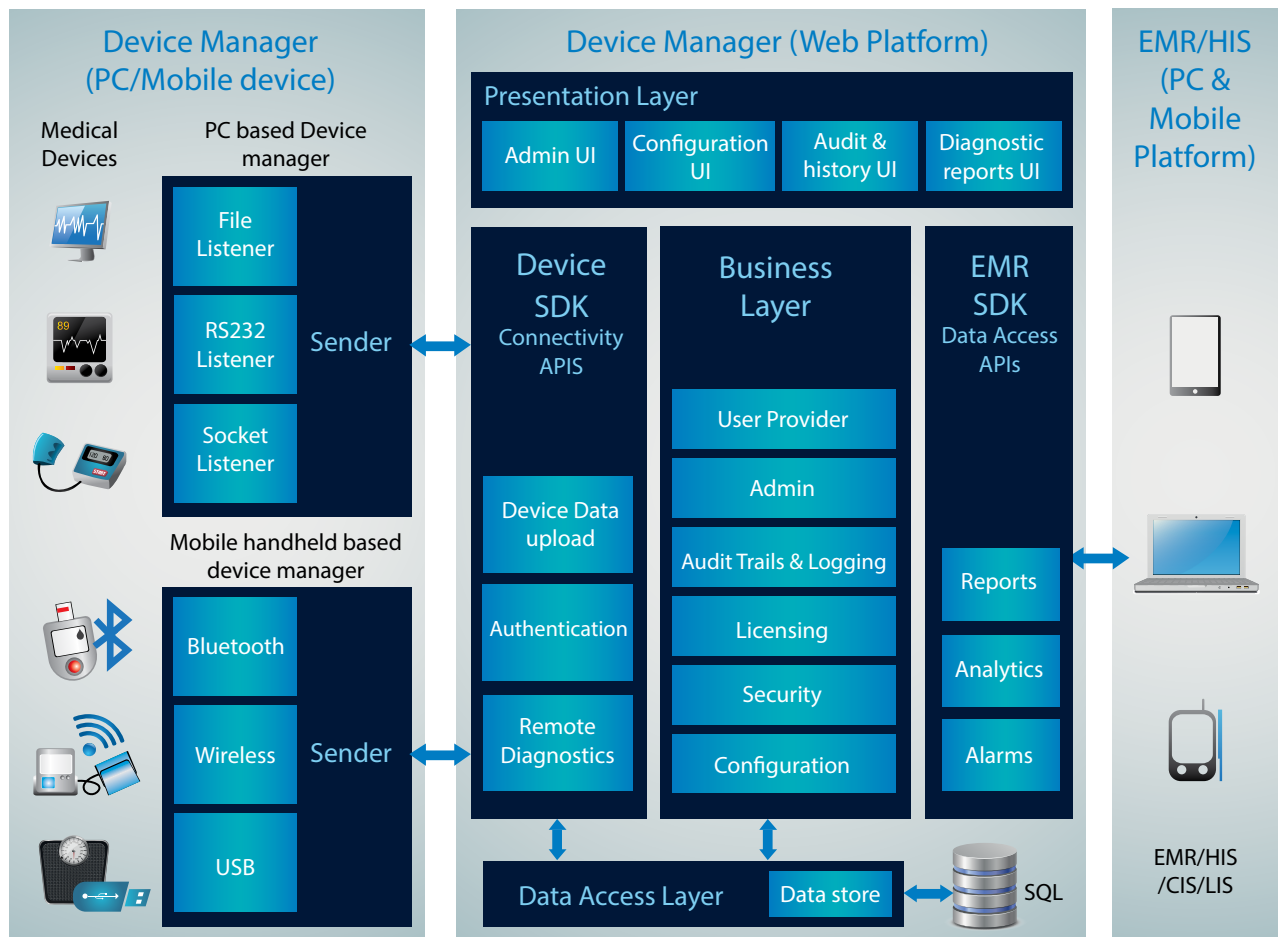 Device Manager
(PC/Mobile device)
Medical
Devices
PC based Device
manager
File
Listener
RS232
Listener
Socket
Listener
Sender
89
120 80
START
Mobile handheld based
device manager
Bluetooth
Wireless
USB
Sender
Device Manager (Web Platform)
Presentation Layer
Admin UI
Configuration
UI
Audit &
history UI
Diagnostic
reports UI
Device
SDK
Connectivity
APIS
Device Data
upload
Authentication
Remote
Diagnostics
Business
Layer
User Provider
Admin
Audit Trails & Logging
Licensing
Security
Configuration
EMR
SDK
Data Access
APIs
Reports
Analytics
Alarms
Data Access Layer
Data store
SQL
EMR/HIS
(PC &
Mobile
Platform)
EMR/HIS
/CIS/LIS